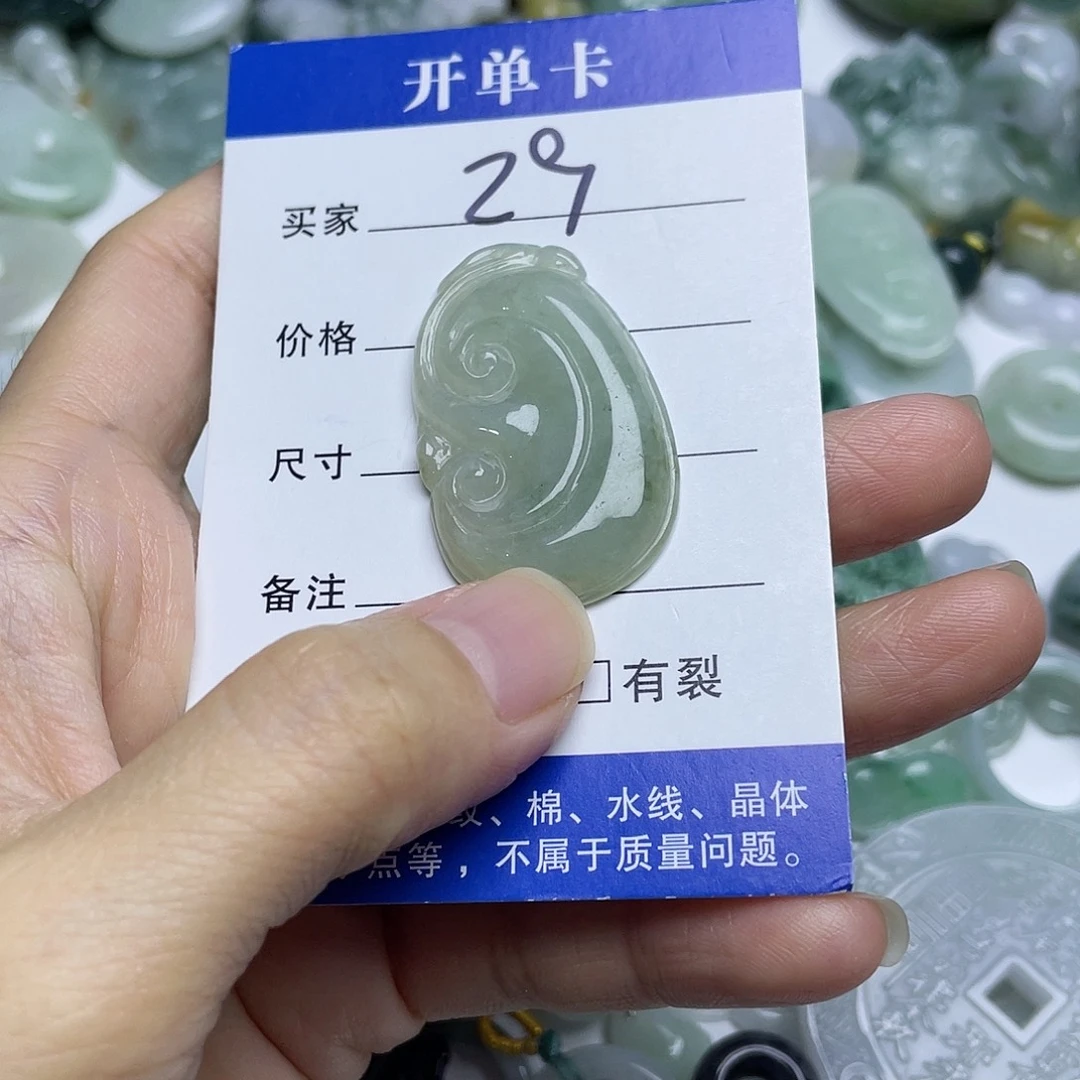 开单卡
买家 29
价格
尺寸
备注
□有裂
纹、棉、水线、晶体
点等，不属于质量问题。